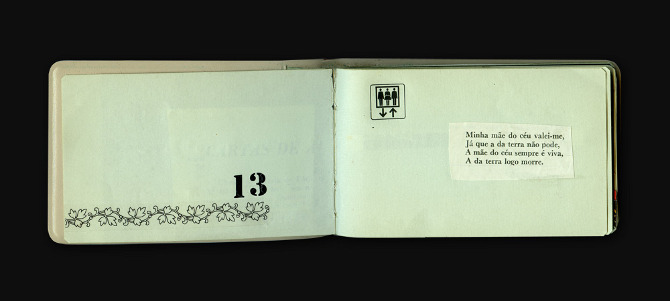 13
Minha mãe do céu valei-me,
Já que a da terra não pode,
A mãe do céu sempre é viva,
A da terra logo morre.